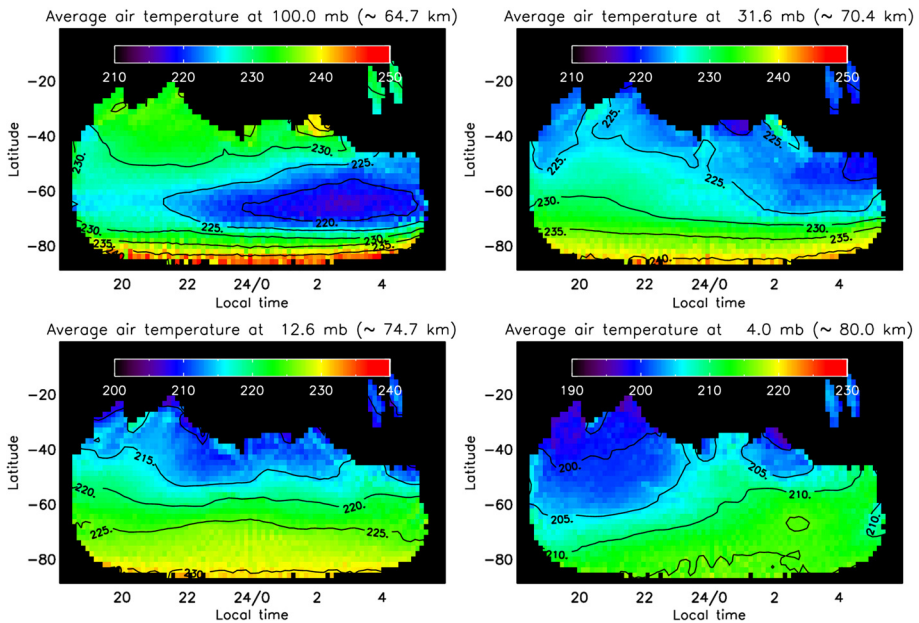 Average air temperature at 100.0 mb (~ 64.7 km)
210 220 230 240 250
-20
-40
-60
-80
Latitude
230. 230. 225. 225. 220. 230. 235. 230. 235.
20 22 24/0 2 4
Local time
Average air temperature at 31.6 mb (~ 70.4 km)
210 220 230 240 250
-20
-40
-60
-80
Latitude
225. 225. 225. 225. 230. 235. 230. 235. 240.
20 22 24/0 2 4
Local time
Average air temperature at 12.6 mb (~ 74.7 km)
200 210 220 230 240
-20
-40
-60
-80
Latitude
215. 220. 220. 225. 225. 230.
20 22 24/0 2 4
Local time
Average air temperature at 4.0 mb (~ 80.0 km)
190 200 210 220 230
-20
-40
-60
-80
Latitude
200. 205. 205. 210. 210. 210.
20 22 24/0 2 4
Local time